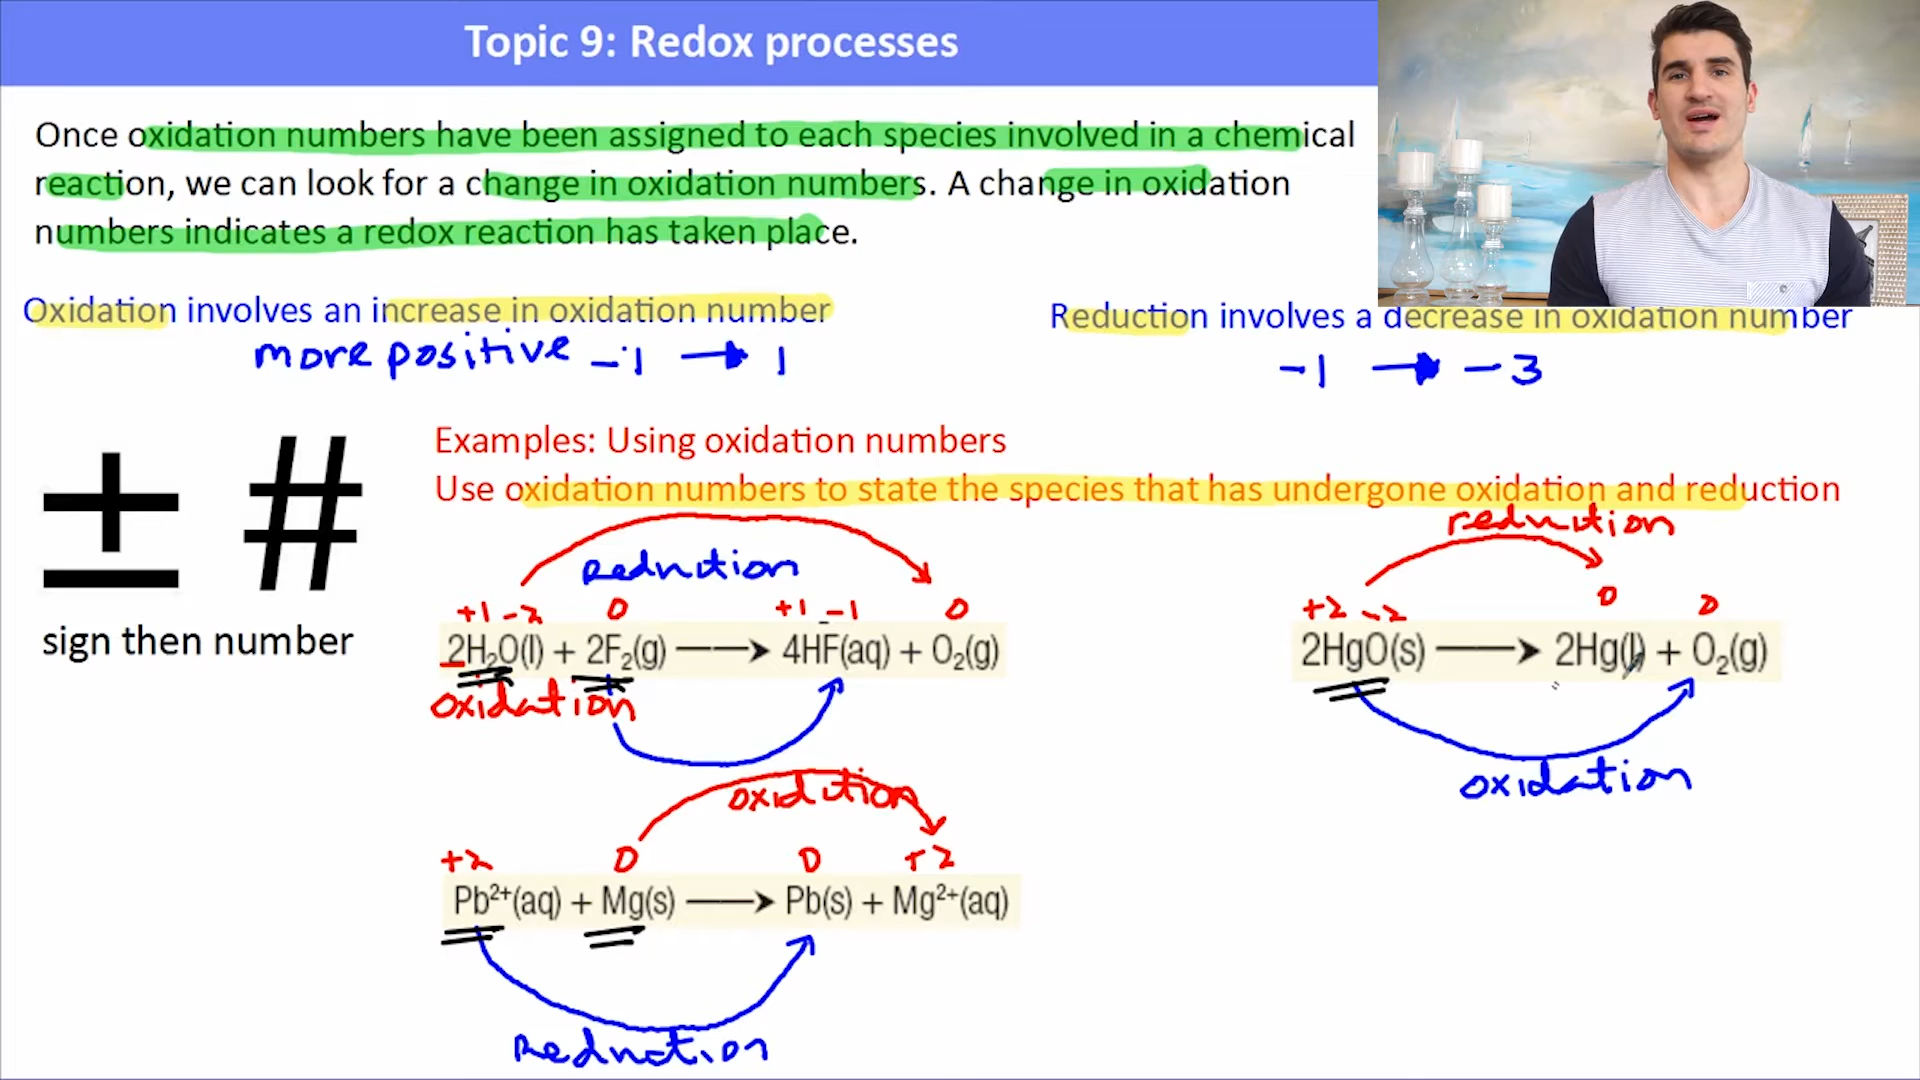 Topic 9: Redox processes
Once oxidation numbers have been assigned to each species involved in a chemical
reaction, we can look for a change in oxidation numbers. A change in oxidation
numbers indicates a redox reaction has taken place.
Oxidation involves an increase in oxidation number
more positive -1 → 1
Reduction involves a decrease in oxidation number
-1 → -3
± #
sign then number
Examples: Using oxidation numbers
Use oxidation numbers to state the species that has undergone oxidation and reduction
Reduction
+1 -2 0 +1 -1 0
2H₂O(l) + 2F₂(g) ⟶ 4HF(aq) + O₂(g)
oxidation
reduction
+2 -2 0 0
2HgO(s) ⟶ 2Hg(l) + O₂(g)
oxidation
oxidation
+2 0 0 +2
Pb²⁺(aq) + Mg(s) ⟶ Pb(s) + Mg²⁺(aq)
Reduction